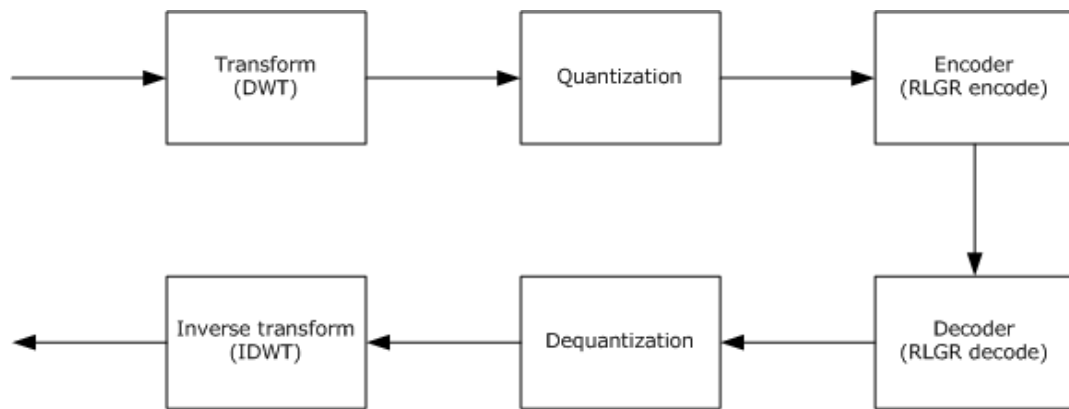 Transform
(DWT)
Quantization
Encoder
(RLGR encode)
Inverse transform
(IDWT)
Dequantization
Decoder
(RLGR decode)